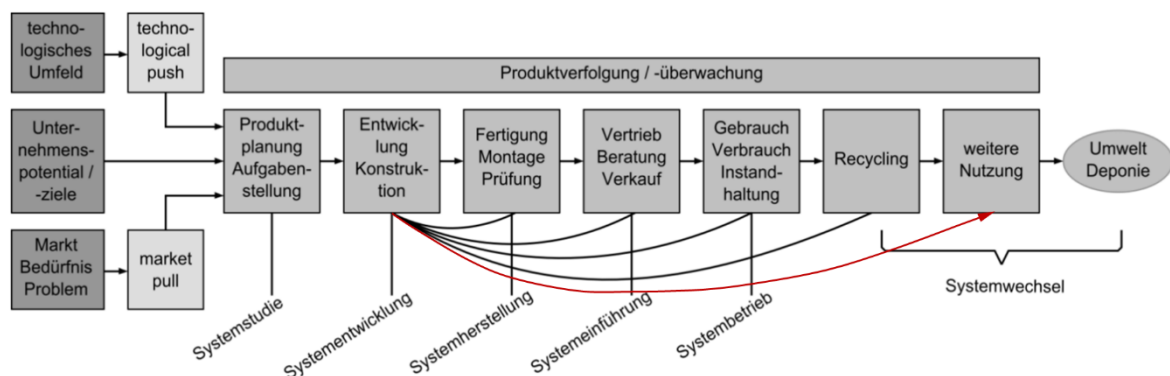 techno-
logisches
Umfeld
techno-
logical
push
Produktverfolgung / -überwachung
Unter-
nehmens-
potential /
-ziele
Produkt-
planung
Aufgaben-
stellung
Entwick-
lung
Konstruk-
tion
Fertigung
Montage
Prüfung
Vertrieb
Beratung
Verkauf
Gebrauch
Verbrauch
Instand-
haltung
Recycling
weitere
Nutzung
Umwelt
Deponie
Markt
Bedürfnis
Problem
market
pull
Systemstudie
Systementwicklung
Systemherstellung
Systemeinführung
Systembetrieb
Systemwechsel